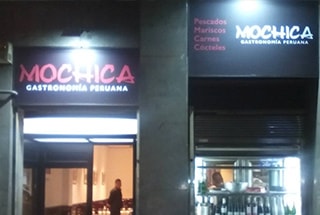 MOCHICA
GASTRONOMÍA PERUANA
Pescados
Mariscos
Carnes
Cócteles
MOCHICA
GASTRONOMÍA PERUANA